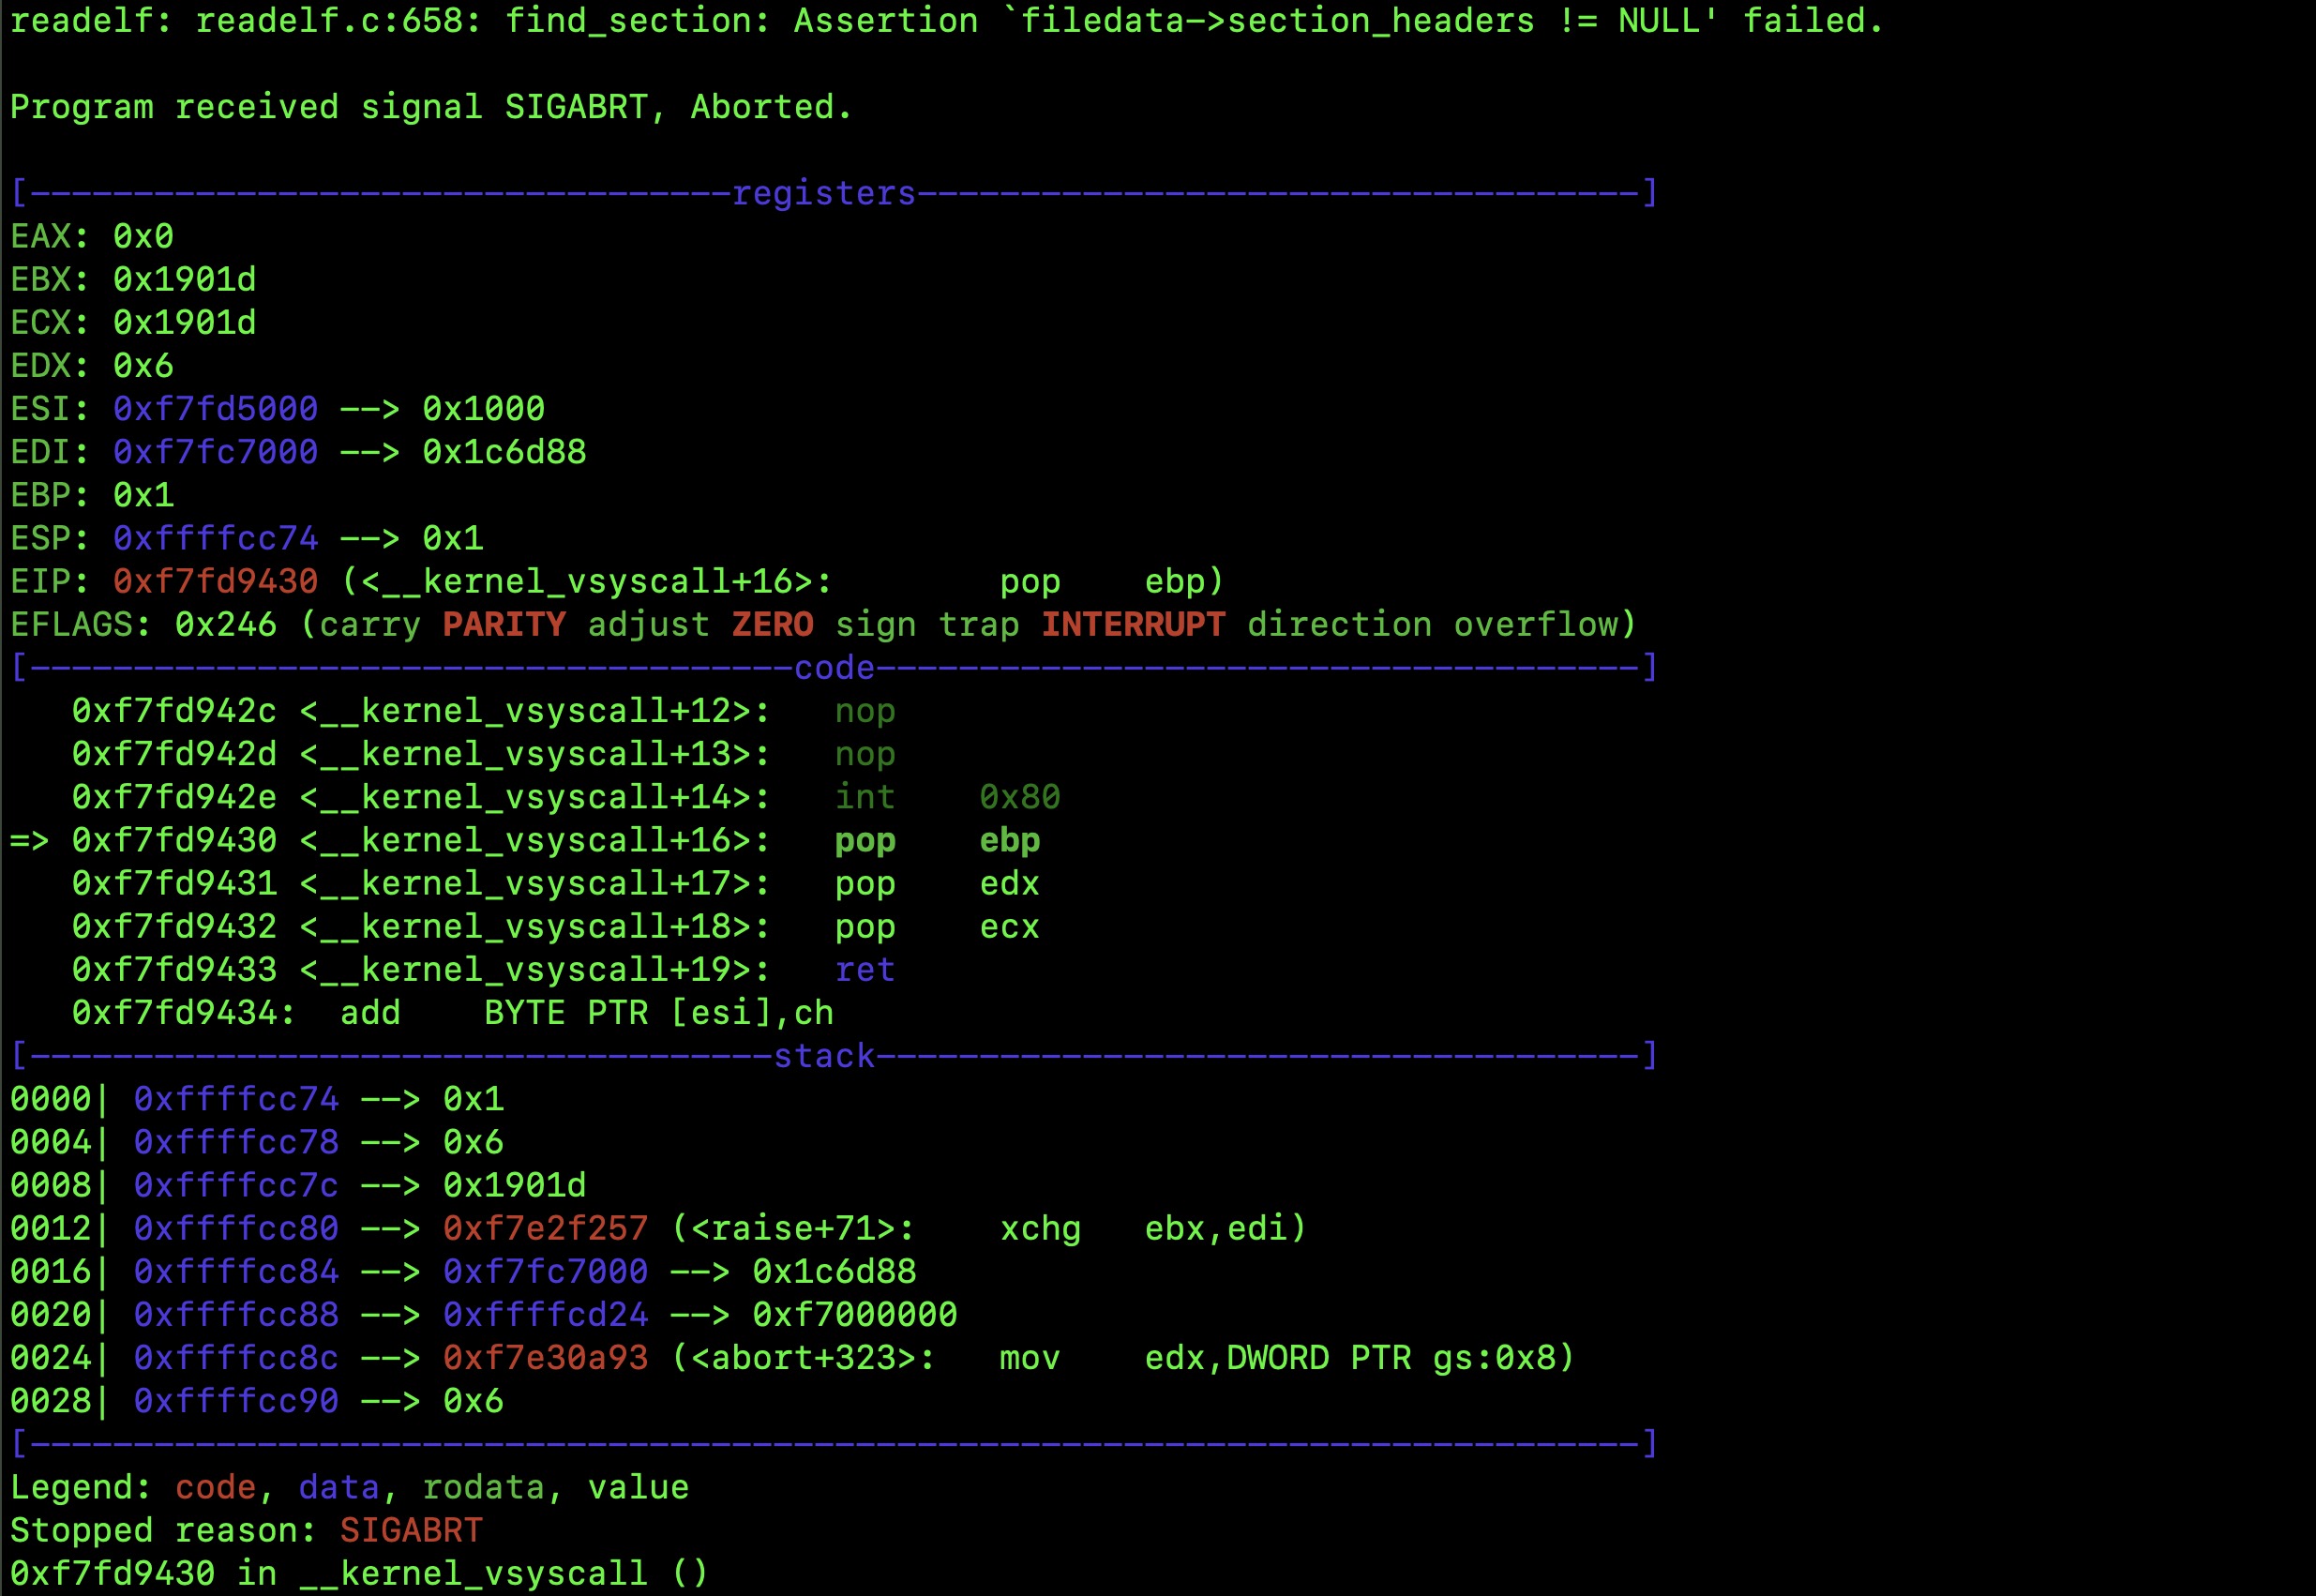 readelf: readelf.c:658: find_section: Assertion `filedata->section_headers != NULL' failed.
Program received signal SIGABRT, Aborted.
[----------------------------------registers-----------------------------------]
EAX: 0x0
EBX: 0x1901d
ECX: 0x1901d
EDX: 0x6
ESI: 0xf7fd5000 --> 0x1000
EDI: 0xf7fc7000 --> 0x1c6d88
EBP: 0x1
ESP: 0xffffcc74 --> 0x1
EIP: 0xf7fd9430 (<__kernel_vsyscall+16>:        pop    ebp)
EFLAGS: 0x246 (carry PARITY adjust ZERO sign trap INTERRUPT direction overflow)
[-------------------------------------code-------------------------------------]
   0xf7fd942c <__kernel_vsyscall+12>:   nop
   0xf7fd942d <__kernel_vsyscall+13>:   nop
   0xf7fd942e <__kernel_vsyscall+14>:   int    0x80
=> 0xf7fd9430 <__kernel_vsyscall+16>:   pop    ebp
   0xf7fd9431 <__kernel_vsyscall+17>:   pop    edx
   0xf7fd9432 <__kernel_vsyscall+18>:   pop    ecx
   0xf7fd9433 <__kernel_vsyscall+19>:   ret
   0xf7fd9434:  add    BYTE PTR [esi],ch
[------------------------------------stack-------------------------------------]
0000| 0xffffcc74 --> 0x1
0004| 0xffffcc78 --> 0x6
0008| 0xffffcc7c --> 0x1901d
0012| 0xffffcc80 --> 0xf7e2f257 (<raise+71>:    xchg   ebx,edi)
0016| 0xffffcc84 --> 0xf7fc7000 --> 0x1c6d88
0020| 0xffffcc88 --> 0xffffcd24 --> 0xf7000000
0024| 0xffffcc8c --> 0xf7e30a93 (<abort+323>:   mov    edx,DWORD PTR gs:0x8)
0028| 0xffffcc90 --> 0x6
[------------------------------------------------------------------------------]
Legend: code, data, rodata, value
Stopped reason: SIGABRT
0xf7fd9430 in __kernel_vsyscall ()